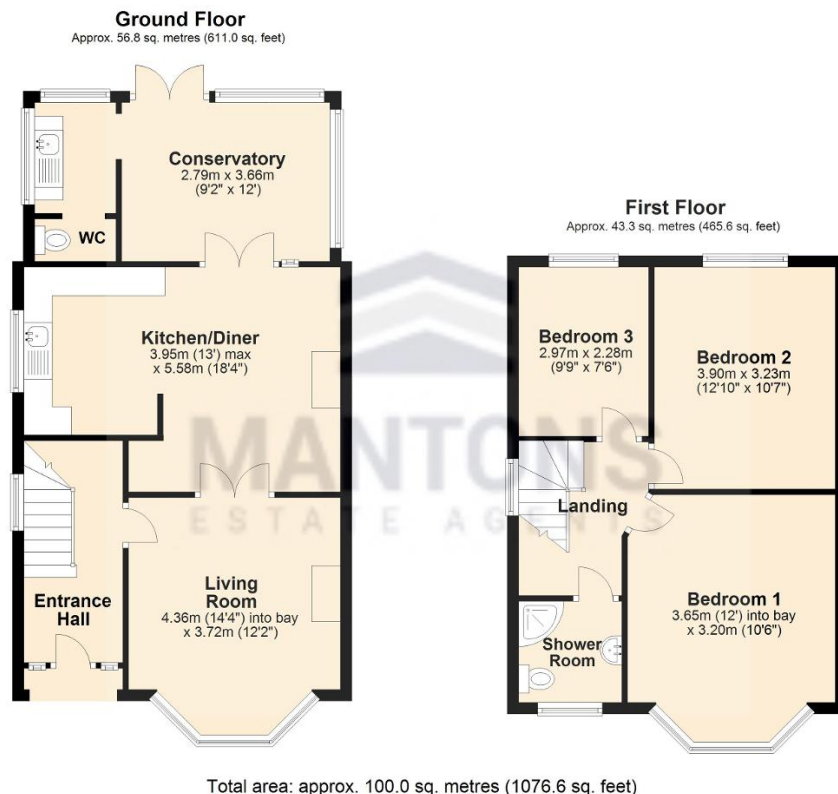 Ground Floor
Approx. 56.8 sq. metres (611.0 sq. feet)
Conservatory
2.79m x 3.66m
(9'2" x 12')
WC
Kitchen/Diner
3.95m (13') max
x 5.58m (18'4")
Living
Room
4.36m (14'4") into bay
x 3.72m (12'2")
Entrance
Hall
First Floor
Approx. 43.3 sq. metres (465.6 sq. feet)
Bedroom 3
2.97m x 2.28m
(9'9" x 7'6")
Bedroom 2
3.90m x 3.23m
(12'10" x 10'7")
Landing
Bedroom 1
3.65m (12') into bay
x 3.20m (10'6")
Shower
Room
MANTONS
ESTATE AGENTS
Total area: approx. 100.0 sq. metres (1076.6 sq. feet)